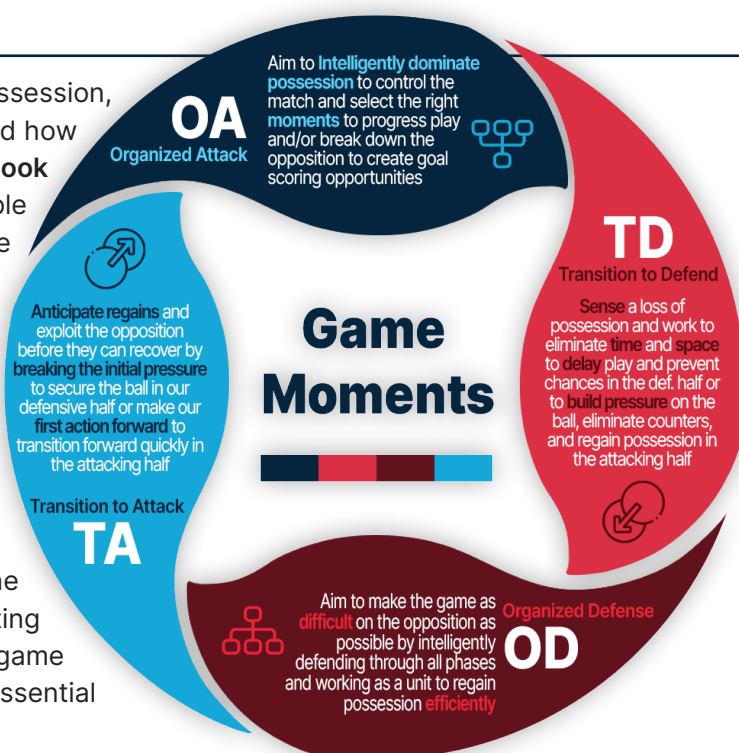 ssession,
d how
ook
ble
e
OA
Organized Attack
Aim to Intelligently dominate
possession to control the
match and select the right
moments to progress play
and/or break down the
opposition to create goal
scoring opportunities
TD
Transition to Defend
Sense a loss of
possession and work to
eliminate time and space
to delay play and prevent
chances in the def. half or
to build pressure on the
ball, eliminate counters,
and regain possession in
the attacking half
Game
Moments
Anticipate regains and
exploit the opposition
before they can recover by
breaking the initial pressure
to secure the ball in our
defensive half or make our
first action forward to
transition forward quickly in
the attacking half
Transition to Attack
TA
Aim to make the game as
difficult on the opposition as
possible by intelligently
defending through all phases
and working as a unit to regain
possession efficiently
Organized Defense
OD
ne
ting
game
ssential